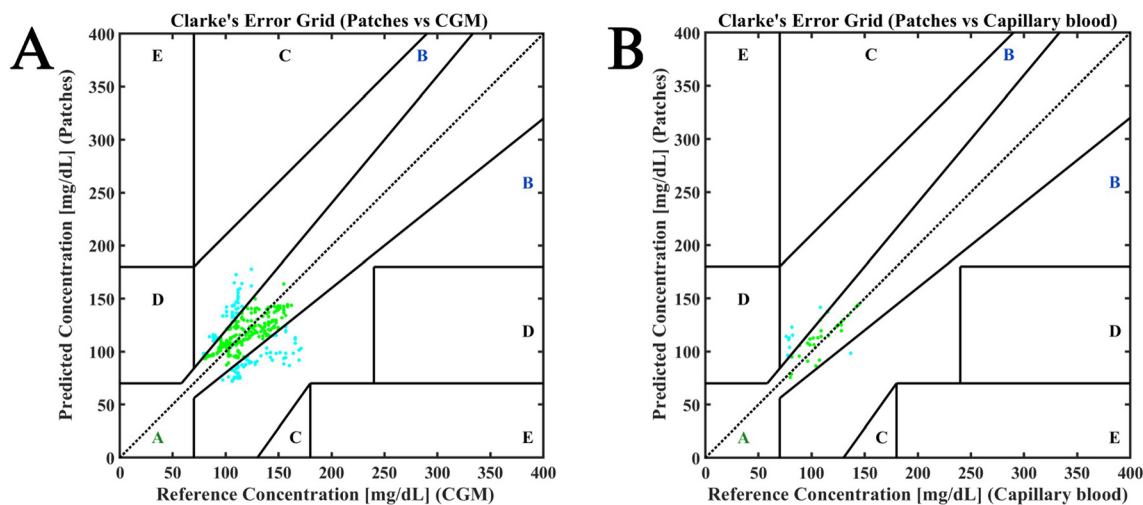 A
Clarke's Error Grid (Patches vs CGM)
Predicted Concentration [mg/dL] (Patches)
400
350
300
250
200
150
100
50
0
E
C
B
B
D
D
A
C
E
0 50 100 150 200 250 300 350 400
Reference Concentration [mg/dL] (CGM)
B
Clarke's Error Grid (Patches vs Capillary blood)
Predicted Concentration [mg/dL] (Patches)
400
350
300
250
200
150
100
50
0
E
C
B
B
D
D
A
C
E
0 50 100 150 200 250 300 350 400
Reference Concentration [mg/dL] (Capillary blood)